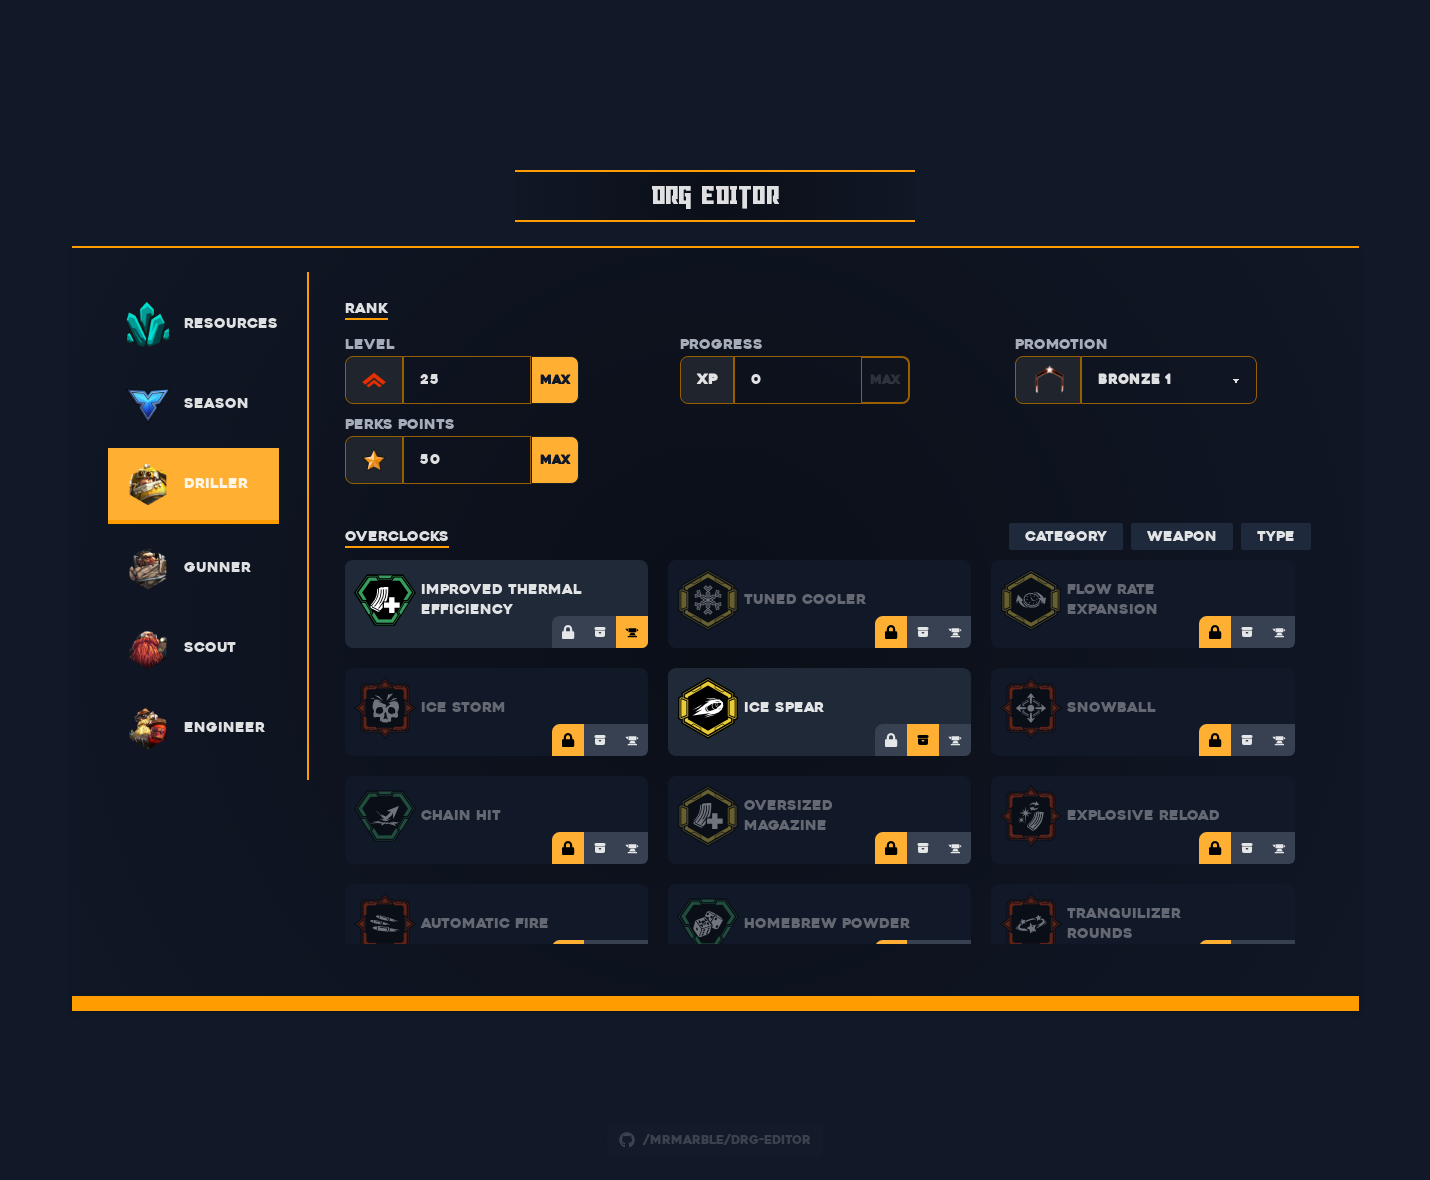 DRG EDITOR
RESOURCES
SEASON
DRILLER
GUNNER
SCOUT
ENGINEER
RANK
LEVEL
25
MAX
PROGRESS
XP
0
MAX
PROMOTION
BRONZE 1
PERKS POINTS
50
MAX
OVERCLOCKS
CATEGORY
WEAPON
TYPE
IMPROVED THERMAL
EFFICIENCY
TUNED COOLER
FLOW RATE
EXPANSION
ICE STORM
ICE SPEAR
SNOWBALL
CHAIN HIT
OVERSIZED
MAGAZINE
EXPLOSIVE RELOAD
AUTOMATIC FIRE
HOMEBREW POWDER
TRANQUILIZER
ROUNDS
/MRMARBLE/DRG-EDITOR